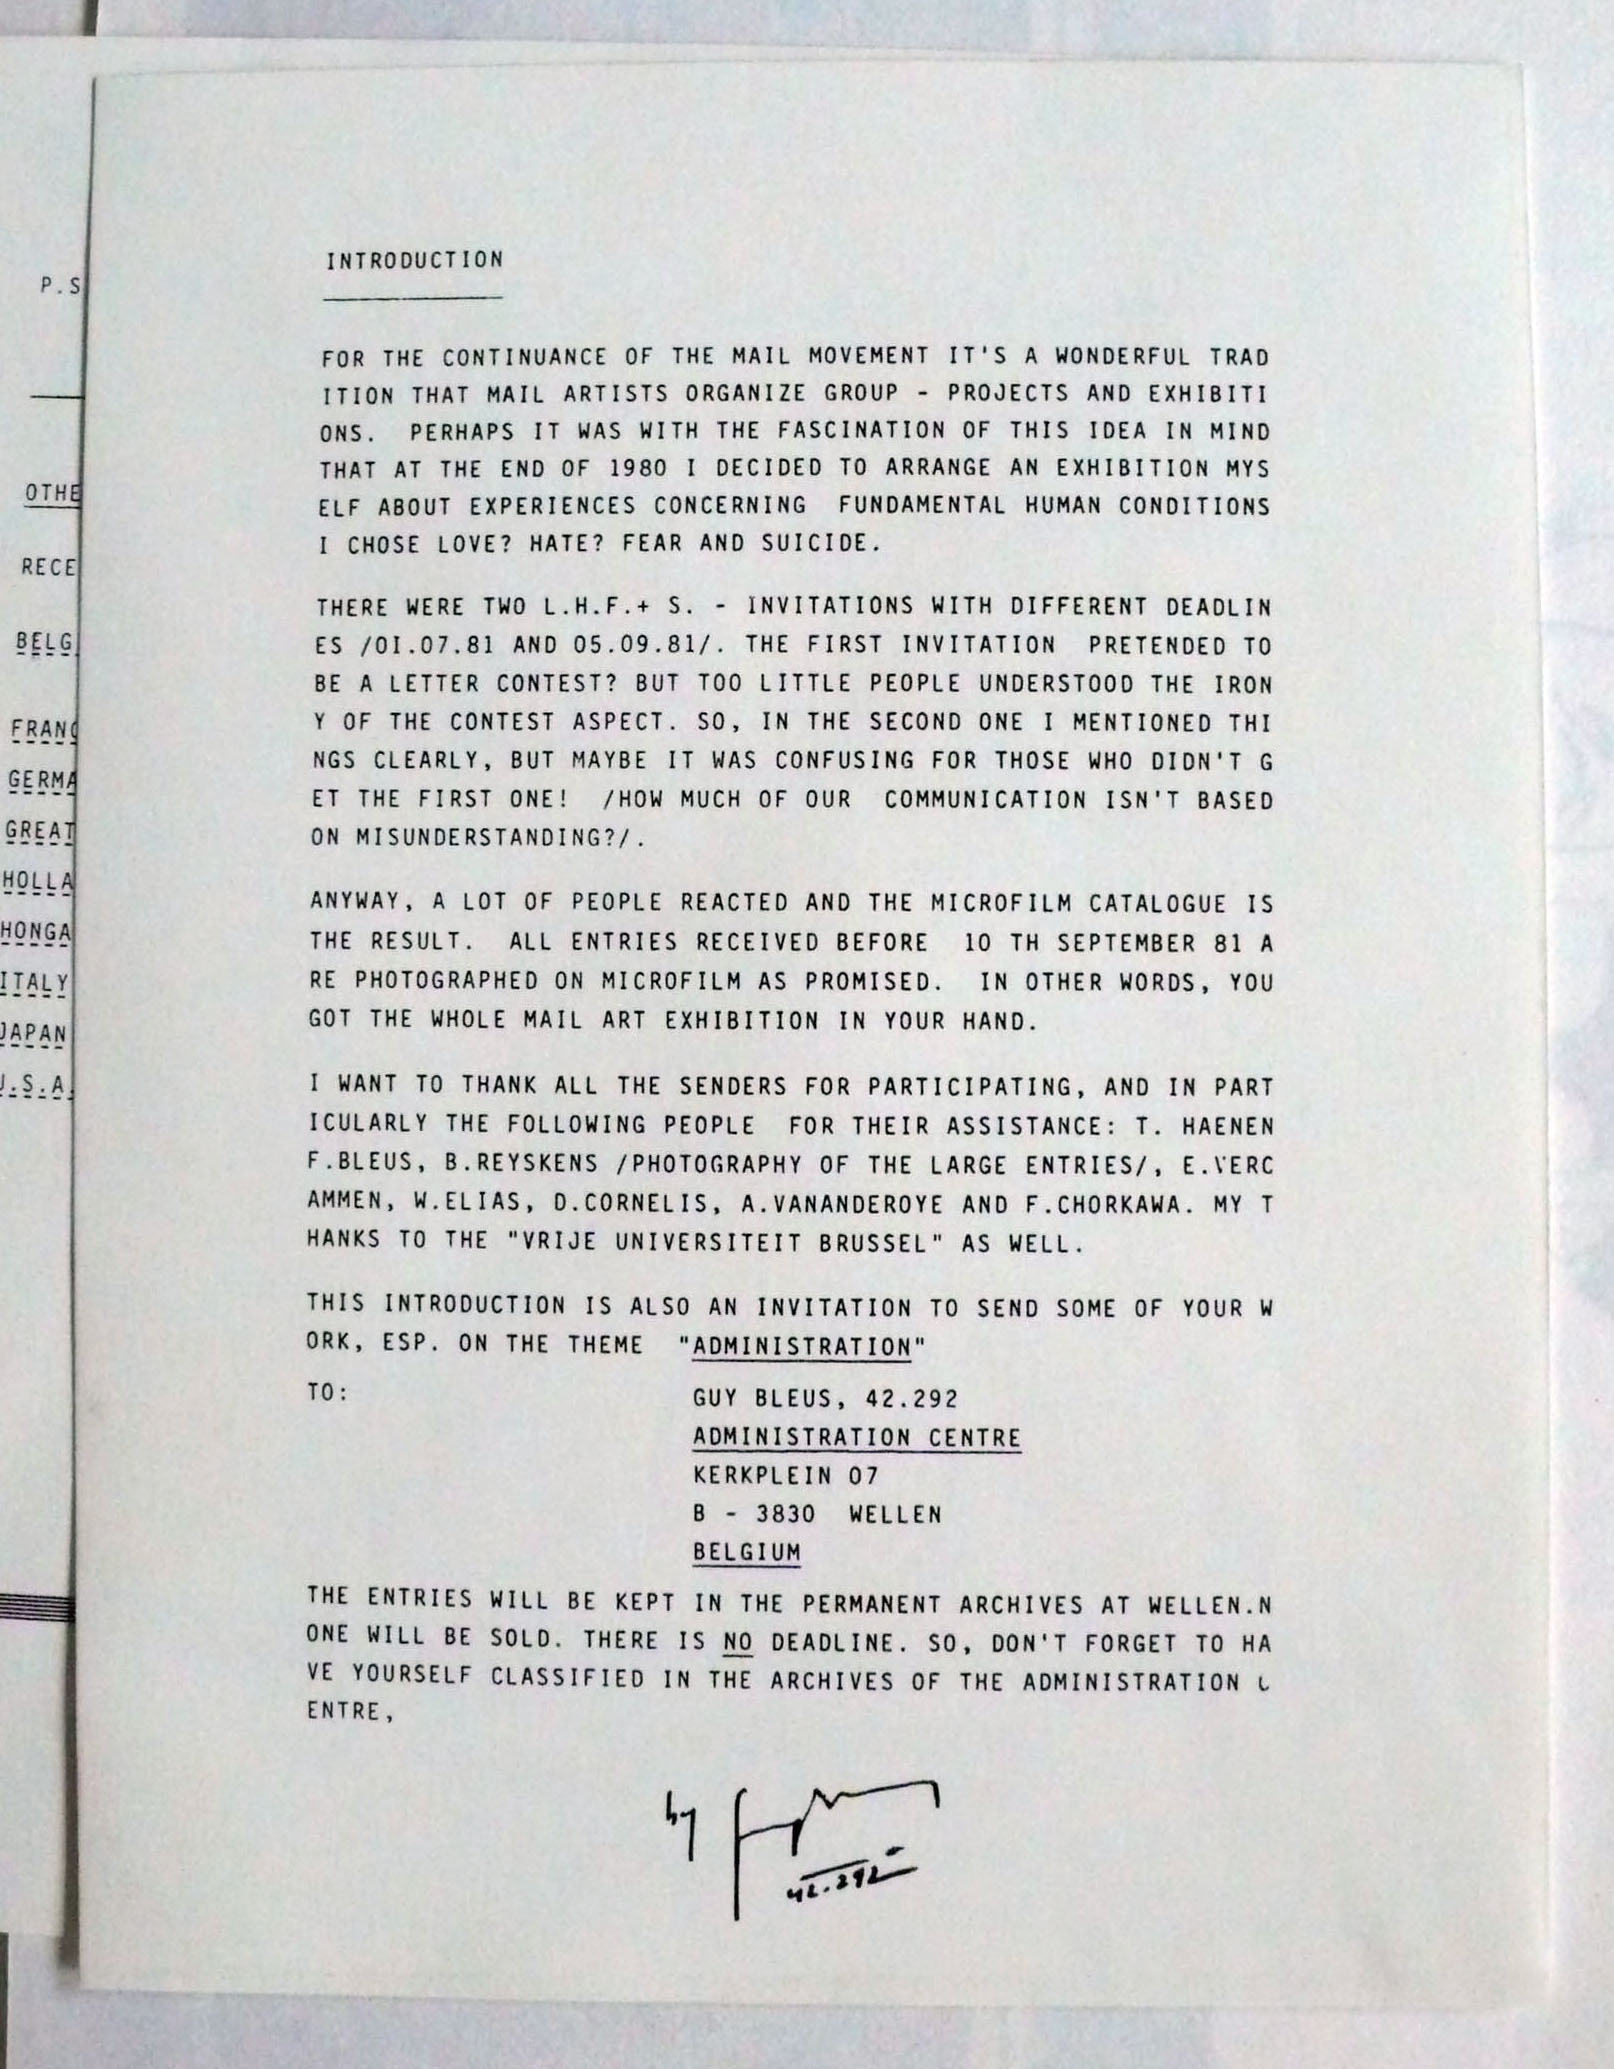 P.S
OTHE
RECE
BELG
FRANC
GERMA
GREAT
HOLLA
HONGA
ITALY
JAPAN
U.S.A.
INTRODUCTION
FOR THE CONTINUANCE OF THE MAIL MOVEMENT IT'S A WONDERFUL TRAD
ITION THAT MAIL ARTISTS ORGANIZE GROUP - PROJECTS AND EXHIBITI
ONS. PERHAPS IT WAS WITH THE FASCINATION OF THIS IDEA IN MIND
THAT AT THE END OF 1980 I DECIDED TO ARRANGE AN EXHIBITION MYS
ELF ABOUT EXPERIENCES CONCERNING FUNDAMENTAL HUMAN CONDITIONS
I CHOSE LOVE? HATE? FEAR AND SUICIDE.
THERE WERE TWO L.H.F.+ S. - INVITATIONS WITH DIFFERENT DEADLIN
ES /01.07.81 AND 05.09.81/. THE FIRST INVITATION PRETENDED TO
BE A LETTER CONTEST? BUT TOO LITTLE PEOPLE UNDERSTOOD THE IRON
Y OF THE CONTEST ASPECT. SO, IN THE SECOND ONE I MENTIONED THI
NGS CLEARLY, BUT MAYBE IT WAS CONFUSING FOR THOSE WHO DIDN'T G
ET THE FIRST ONE! /HOW MUCH OF OUR COMMUNICATION ISN'T BASED
ON MISUNDERSTANDING?/.
ANYWAY, A LOT OF PEOPLE REACTED AND THE MICROFILM CATALOGUE IS
THE RESULT. ALL ENTRIES RECEIVED BEFORE 10 TH SEPTEMBER 81 A
RE PHOTOGRAPHED ON MICROFILM AS PROMISED. IN OTHER WORDS, YOU
GOT THE WHOLE MAIL ART EXHIBITION IN YOUR HAND.
I WANT TO THANK ALL THE SENDERS FOR PARTICIPATING, AND IN PART
ICULARLY THE FOLLOWING PEOPLE FOR THEIR ASSISTANCE: T. HAENEN
F.BLEUS, B.REYSKENS /PHOTOGRAPHY OF THE LARGE ENTRIES/, E.VERC
AMMEN, W.ELIAS, D.CORNELIS, A.VANANDEROYE AND F.CHORKAWA. MY T
HANKS TO THE "VRIJE UNIVERSITEIT BRUSSEL" AS WELL.
THIS INTRODUCTION IS ALSO AN INVITATION TO SEND SOME OF YOUR W
ORK, ESP. ON THE THEME "ADMINISTRATION"
TO: GUY BLEUS, 42.292
ADMINISTRATION CENTRE
KERKPLEIN 07
B - 3830 WELLEN
BELGIUM
THE ENTRIES WILL BE KEPT IN THE PERMANENT ARCHIVES AT WELLEN.N
ONE WILL BE SOLD. THERE IS NO DEADLINE. SO, DON'T FORGET TO HA
VE YOURSELF CLASSIFIED IN THE ARCHIVES OF THE ADMINISTRATION C
ENTRE,
by
42.292